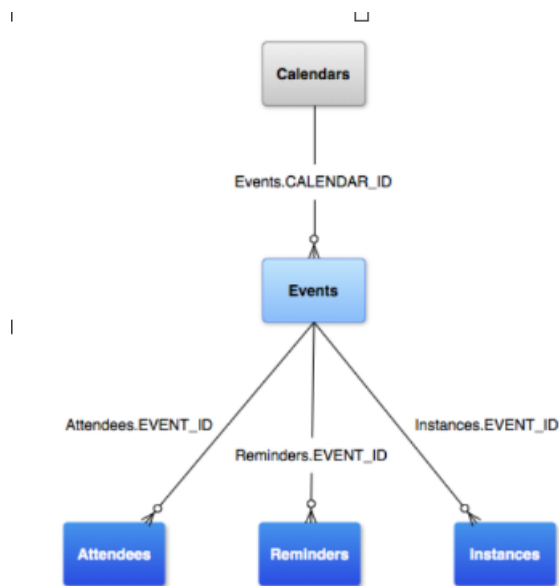 Calendars
Events.CALENDAR_ID
Events
Attendees.EVENT_ID
Instances.EVENT_ID
Reminders.EVENT_ID
Attendees
Reminders
Instances